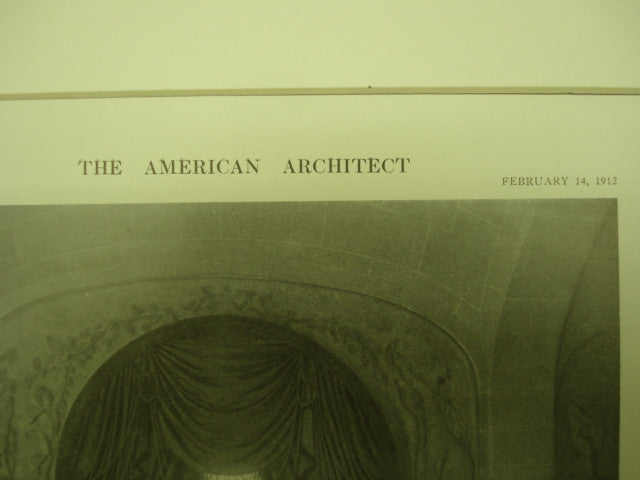 THE AMERICAN ARCHITECT
FEBRUARY 14, 1912